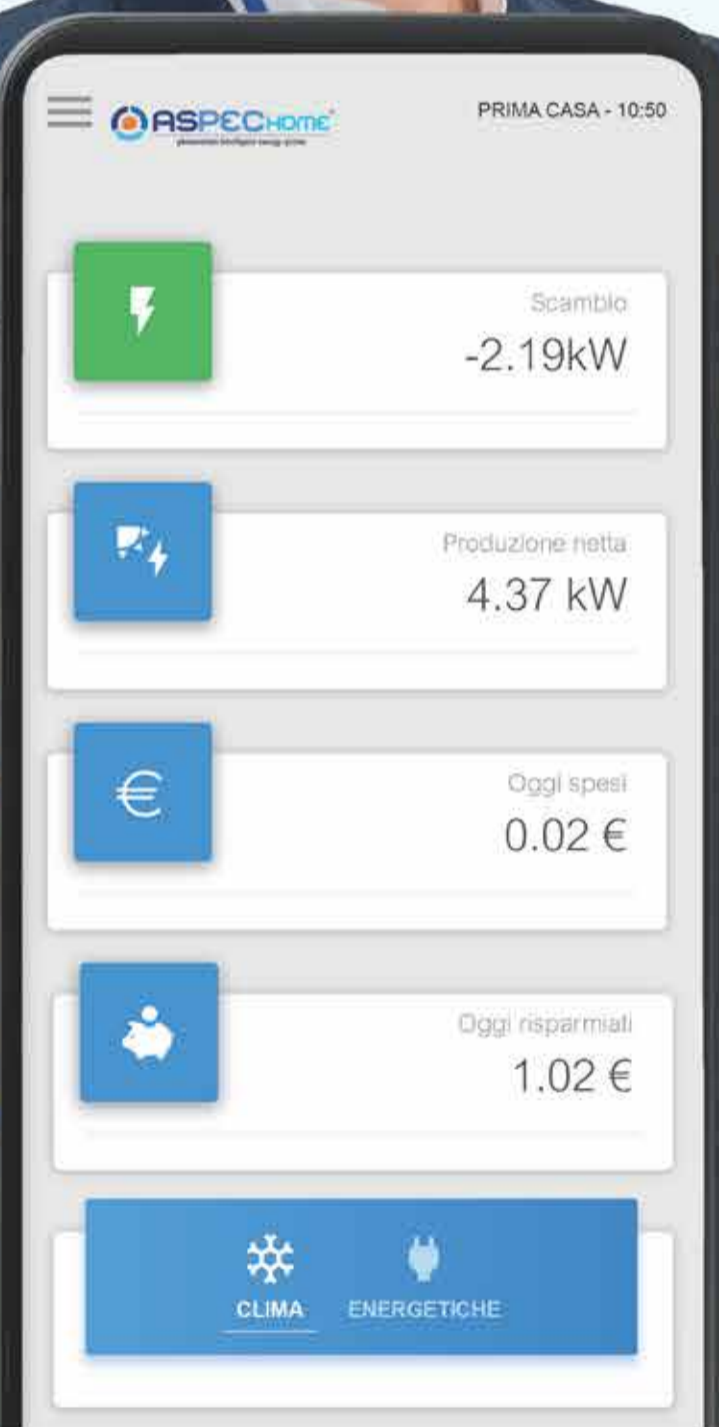 ASPECHOME
PRIMA CASA - 10:50
Scambio
-2.19kW
Produzione netta
4.37 kW
€
Oggi spesi
0.02 €
Oggi risparmiati
1.02 €
CLIMA
ENERGETICHE